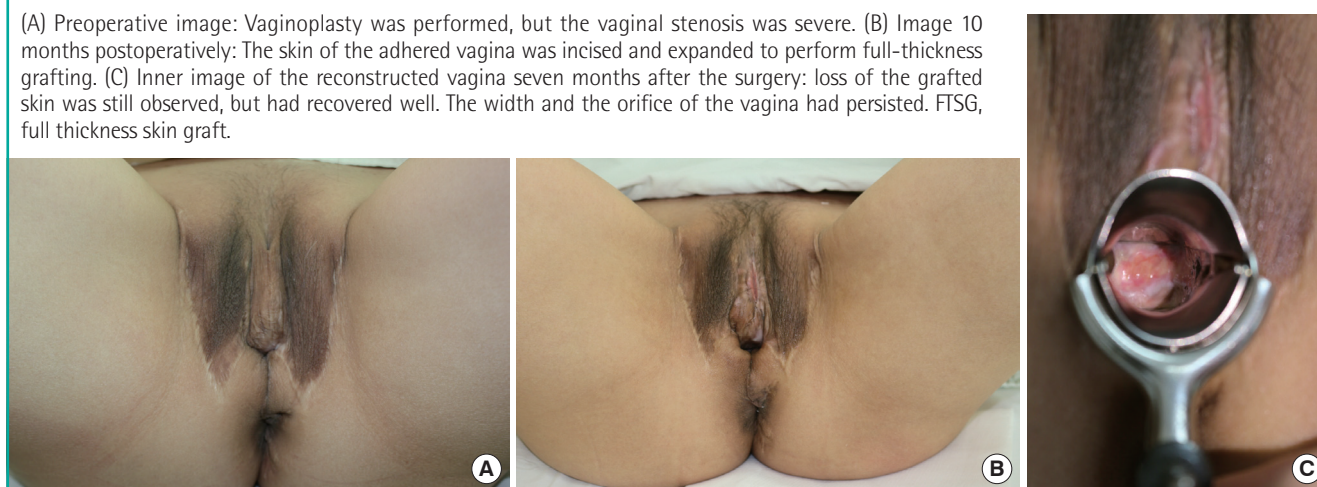 (A) Preoperative image: Vaginoplasty was performed, but the vaginal stenosis was severe. (B) Image 10
months postoperatively: The skin of the adhered vagina was incised and expanded to perform full-thickness
grafting. (C) Inner image of the reconstructed vagina seven months after the surgery: loss of the grafted
skin was still observed, but had recovered well. The width and the orifice of the vagina had persisted. FTSG,
full thickness skin graft.
A
B
C